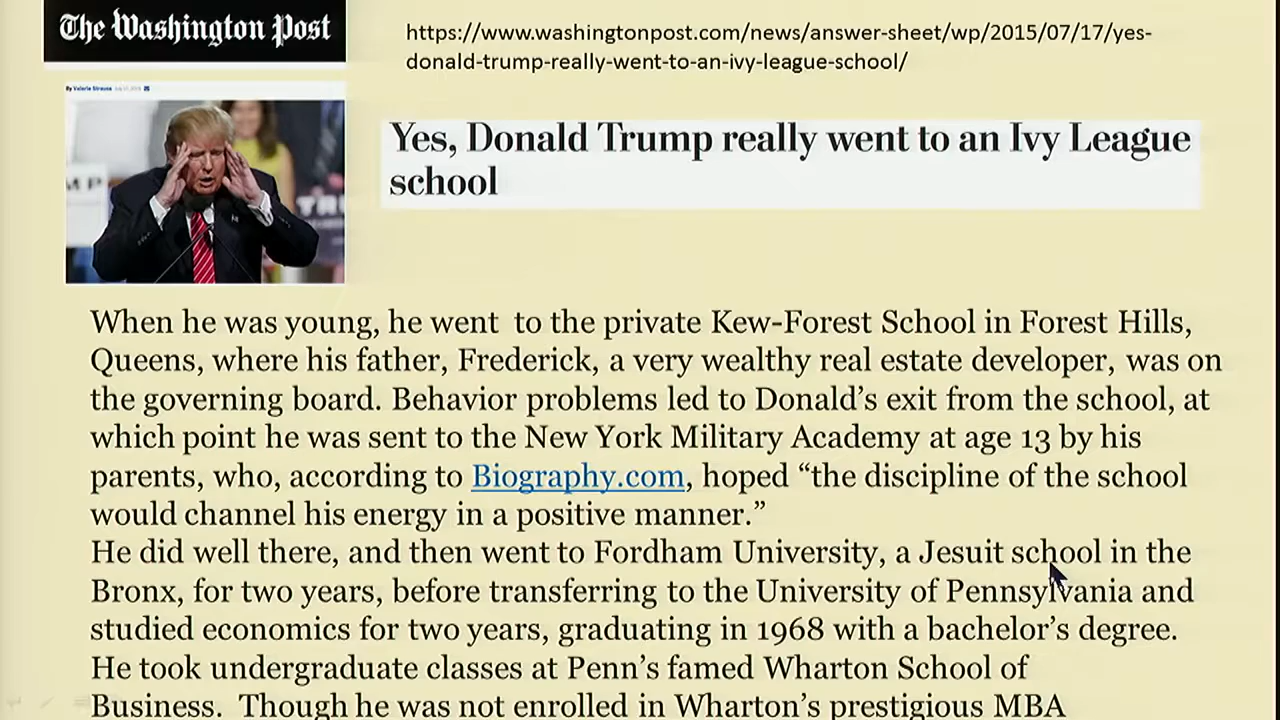 The Washington Post
https://www.washingtonpost.com/news/answer-sheet/wp/2015/07/17/yes-
donald-trump-really-went-to-an-ivy-league-school/
By Valerie Strauss
Yes, Donald Trump really went to an Ivy League
school
When he was young, he went to the private Kew-Forest School in Forest Hills,
Queens, where his father, Frederick, a very wealthy real estate developer, was on
the governing board. Behavior problems led to Donald’s exit from the school, at
which point he was sent to the New York Military Academy at age 13 by his
parents, who, according to Biography.com, hoped “the discipline of the school
would channel his energy in a positive manner.”
He did well there, and then went to Fordham University, a Jesuit school in the
Bronx, for two years, before transferring to the University of Pennsylvania and
studied economics for two years, graduating in 1968 with a bachelor’s degree.
He took undergraduate classes at Penn’s famed Wharton School of
Business. Though he was not enrolled in Wharton’s prestigious MBA